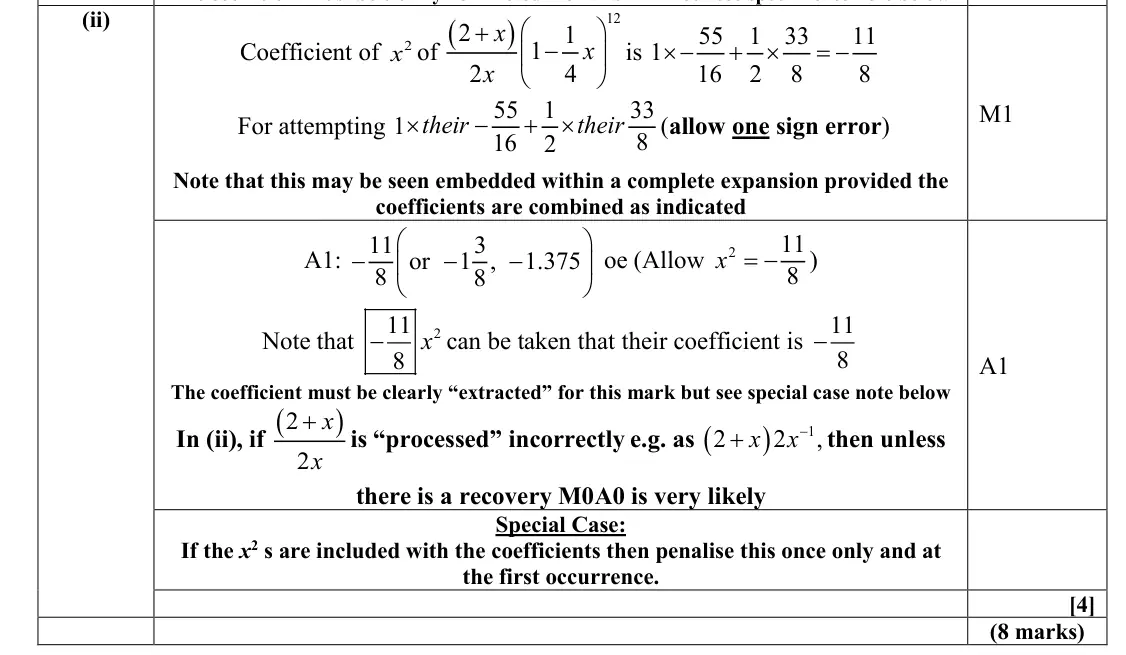 (ii)
Coefficient of x² of (2+x)/2x (1 − 1/4 x)^12 is 1× − 55/16 + 1/2 × 33/8 = − 11/8
For attempting 1×their − 55/16 + 1/2 × their 33/8 (allow one sign error)
M1
Note that this may be seen embedded within a complete expansion provided the
coefficients are combined as indicated
A1: − 11/8 (or −1 3/8, −1.375) oe (Allow x² = − 11/8)
Note that − 11/8 x² can be taken that their coefficient is − 11/8
A1
The coefficient must be clearly “extracted” for this mark but see special case note below
In (ii), if (2+x)/2x is “processed” incorrectly e.g. as (2+x)2x⁻¹, then unless
there is a recovery M0A0 is very likely
Special Case:
If the x² s are included with the coefficients then penalise this once only and at
the first occurrence.
[4]
(8 marks)